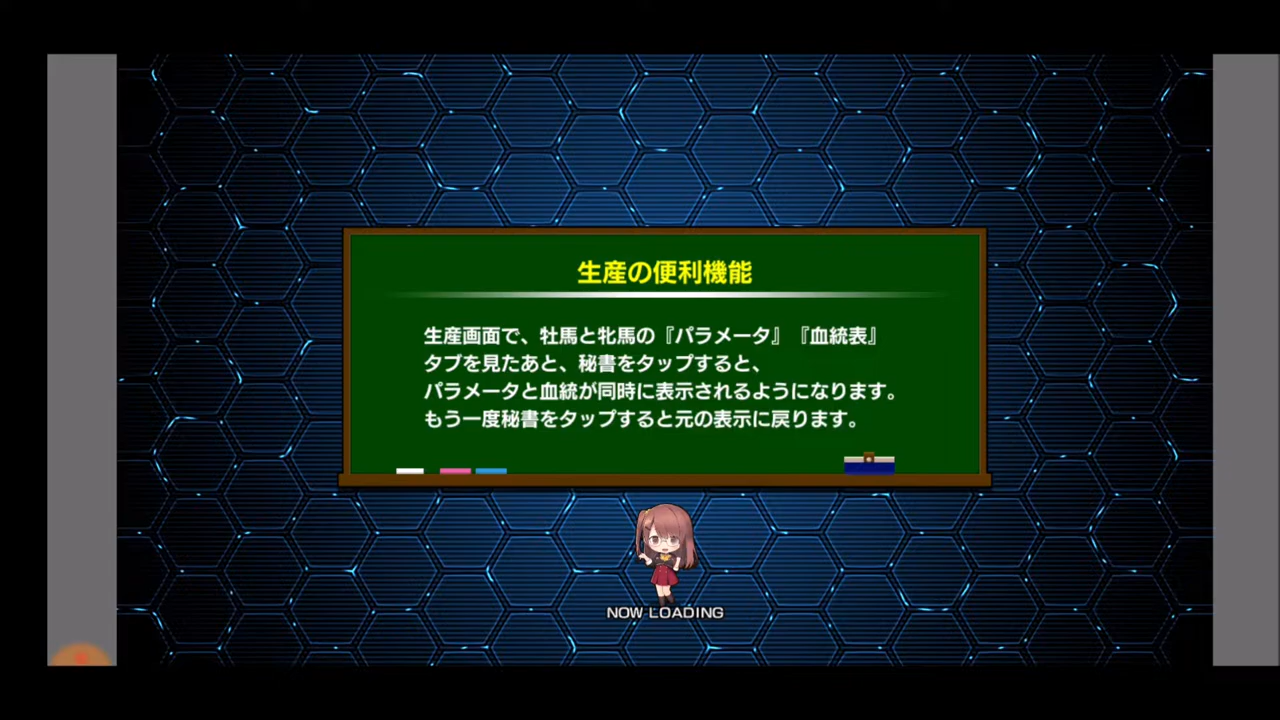 生産の便利機能
生産画面で、牡馬と牝馬の『パラメータ』『血統表』
タブを見たあと、秘書をタップすると、
パラメータと血統が同時に表示されるようになります。
もう一度秘書をタップすると元の表示に戻ります。
NOW LOADING